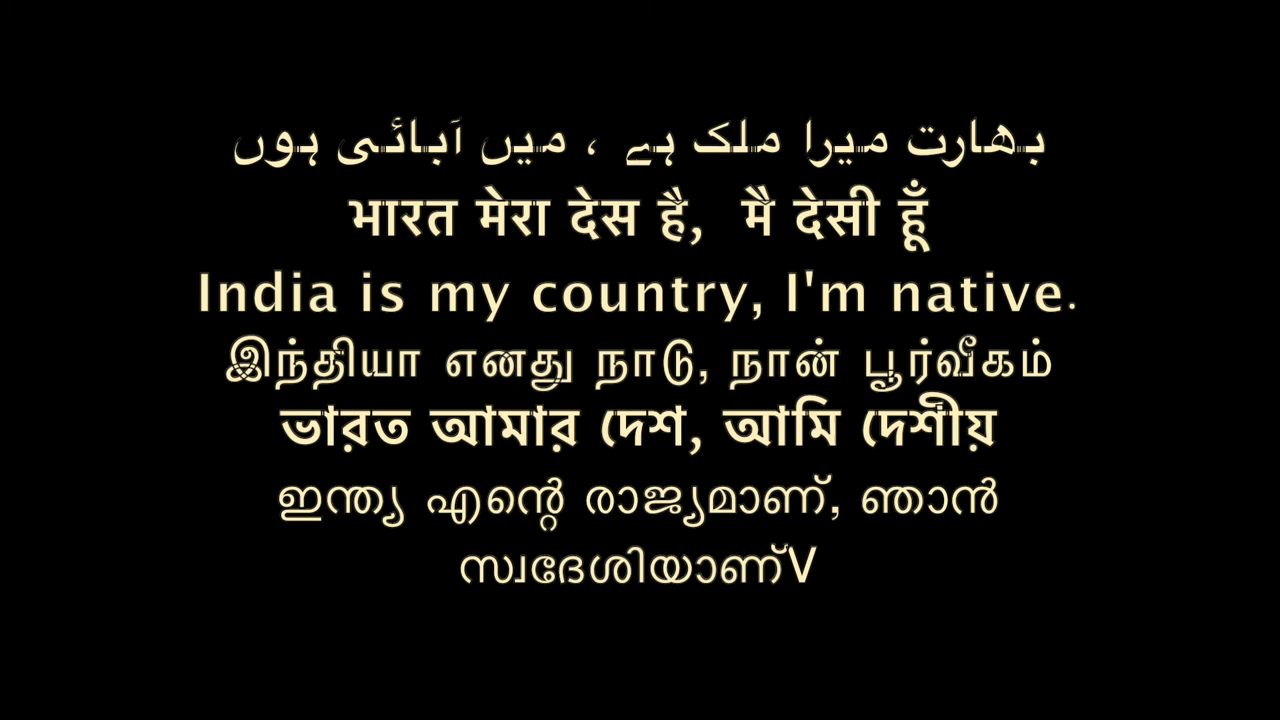 بھارت میرا ملک ہے ، میں آبائی ہوں
भारत मेरा देस है, मै देसी हूँ
India is my country, I'm native.
இந்தியா எனது நாடு, நான் பூர்வீகம்
ভারত আমার দেশ, আমি দেশীয়
ഇന്ത്യ എന്റെ രാജ്യമാണ്, ഞാൻ
സ്വദേശിയാണ്V